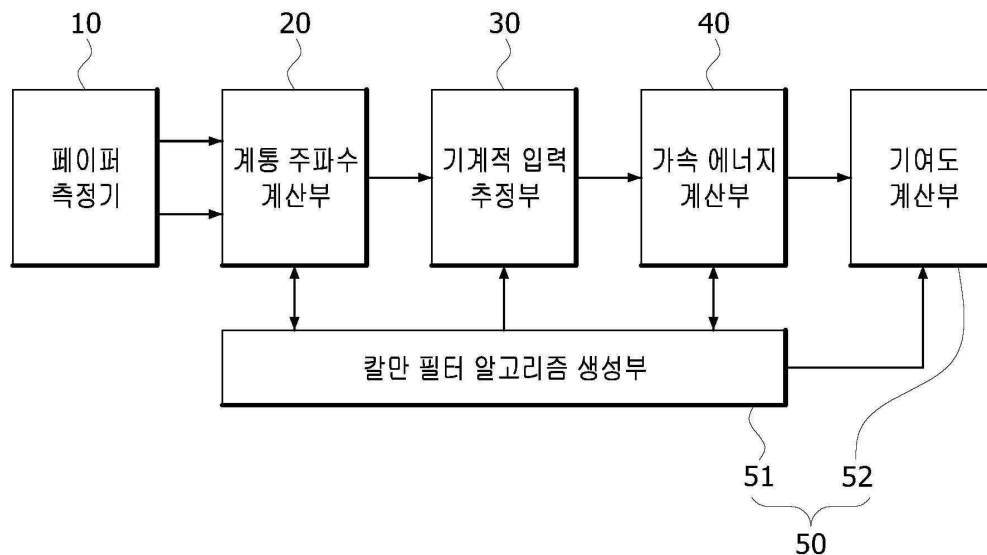 10
20
30
40
페이퍼
측정기
계통 주파수
계산부
기계적 입력
추정부
가속 에너지
계산부
기여도
계산부
칼만 필터 알고리즘 생성부
51
52
50